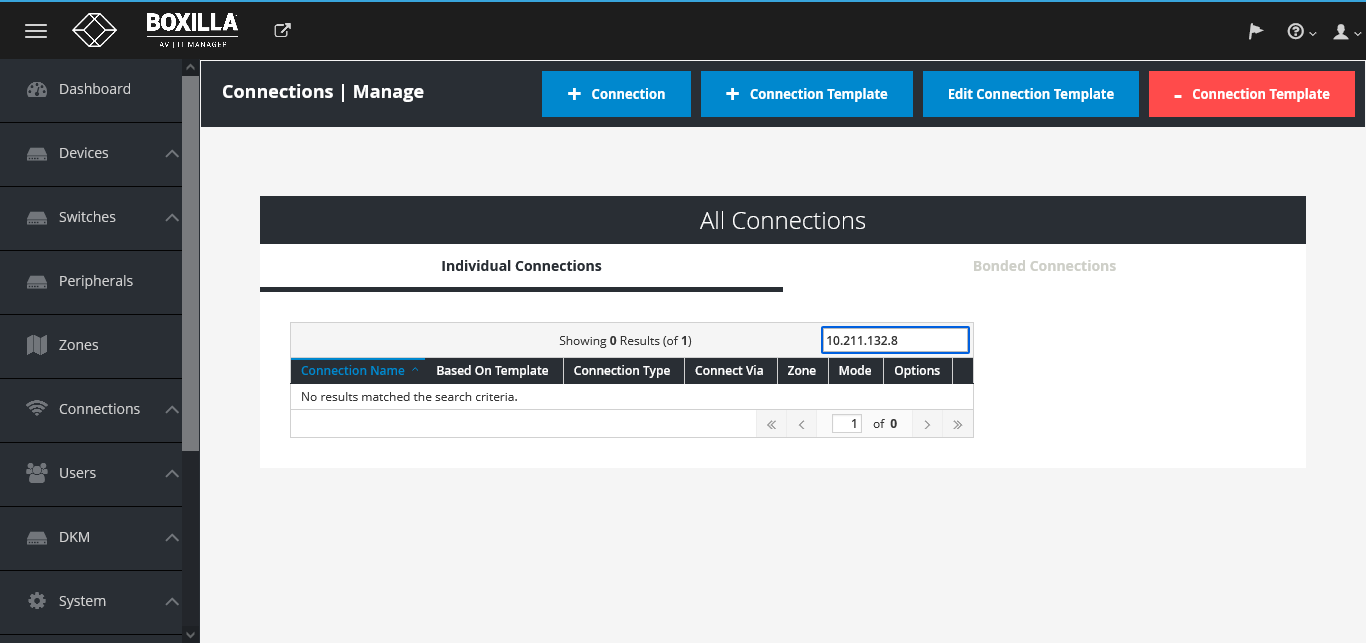 BOXILLA
AV | IT MANAGER
Dashboard
Devices
Switches
Peripherals
Zones
Connections
Users
DKM
System
Connections | Manage
+ Connection
+ Connection Template
Edit Connection Template
- Connection Template
All Connections
Individual Connections
Bonded Connections
Showing 0 Results (of 1)
10.211.132.8
Connection Name Based On Template Connection Type Connect Via Zone Mode Options
No results matched the search criteria.
« ‹ 1 of 0 › »